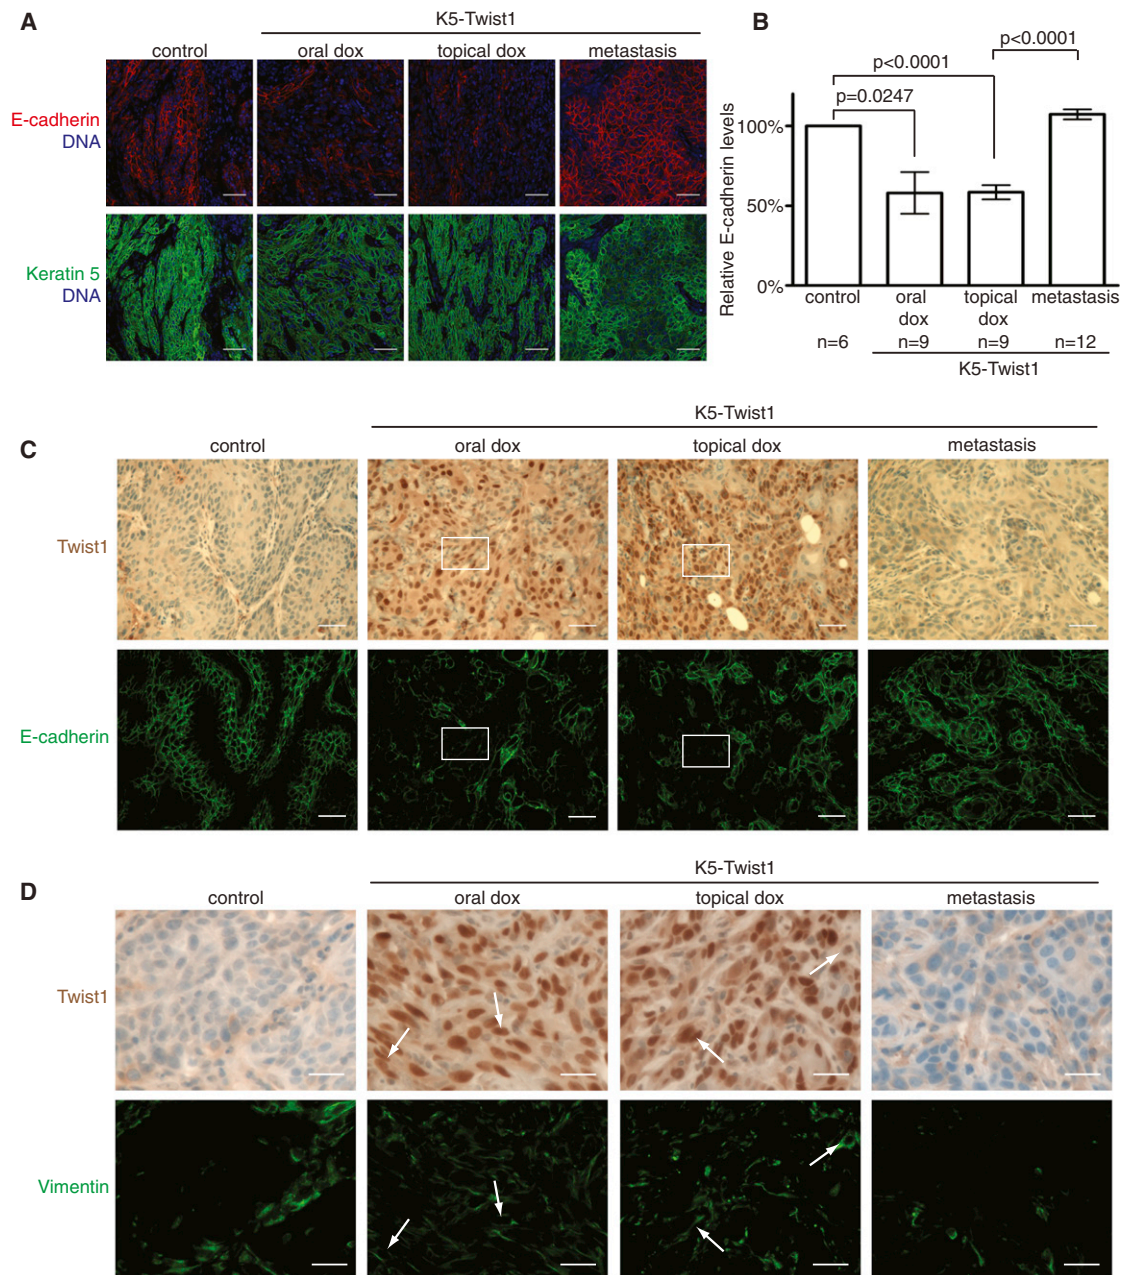 A
K5-Twist1
control oral dox topical dox metastasis
E-cadherin
DNA
Keratin 5
DNA
B
p<0.0001
p<0.0001
p=0.0247
Relative E-cadherin levels
100%
50%
0%
control oral dox topical dox metastasis
n=6 n=9 n=9 n=12
K5-Twist1
C
K5-Twist1
control oral dox topical dox metastasis
Twist1
E-cadherin
D
K5-Twist1
control oral dox topical dox metastasis
Twist1
Vimentin